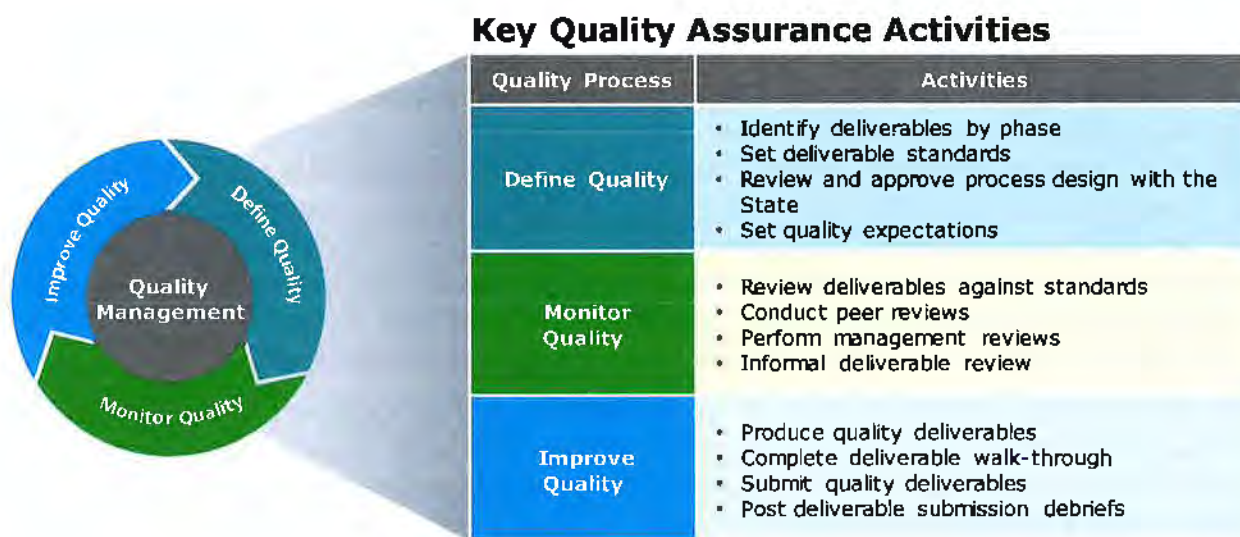 Key Quality Assurance Activities
Quality Process
Activities
Define Quality
• Identify deliverables by phase
• Set deliverable standards
• Review and approve process design with the
State
• Set quality expectations
Monitor
Quality
• Review deliverables against standards
• Conduct peer reviews
• Perform management reviews
• Informal deliverable review
Improve
Quality
• Produce quality deliverables
• Complete deliverable walk-through
• Submit quality deliverables
• Post deliverable submission debriefs
Improve Quality
Define Quality
Monitor Quality
Quality
Management